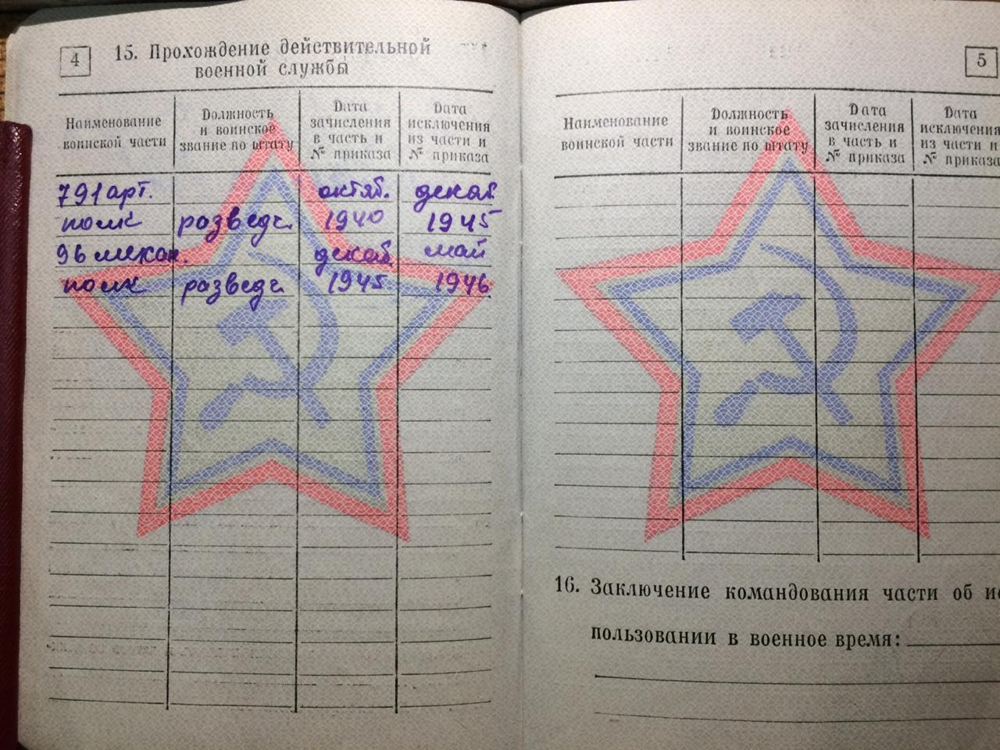 4
15. Прохождение действительной
военной службы
Наименование
воинской части
Должность
и воинское
звание по штату
Дата
зачисления
в часть и
№ приказа
Дата
исключения
из части и
№ приказа
791 арт. октяб. декаб.
полк разведч. 1940 1945
96 механ. декаб. май
полк разведч. 1945 1946
5
Наименование
воинской части
Должность
и воинское
звание по штату
Дата
зачисления
в часть и
№ приказа
Дата
исключения
из части и
№ приказа
16. Заключение командования части об ис
пользовании в военное время: